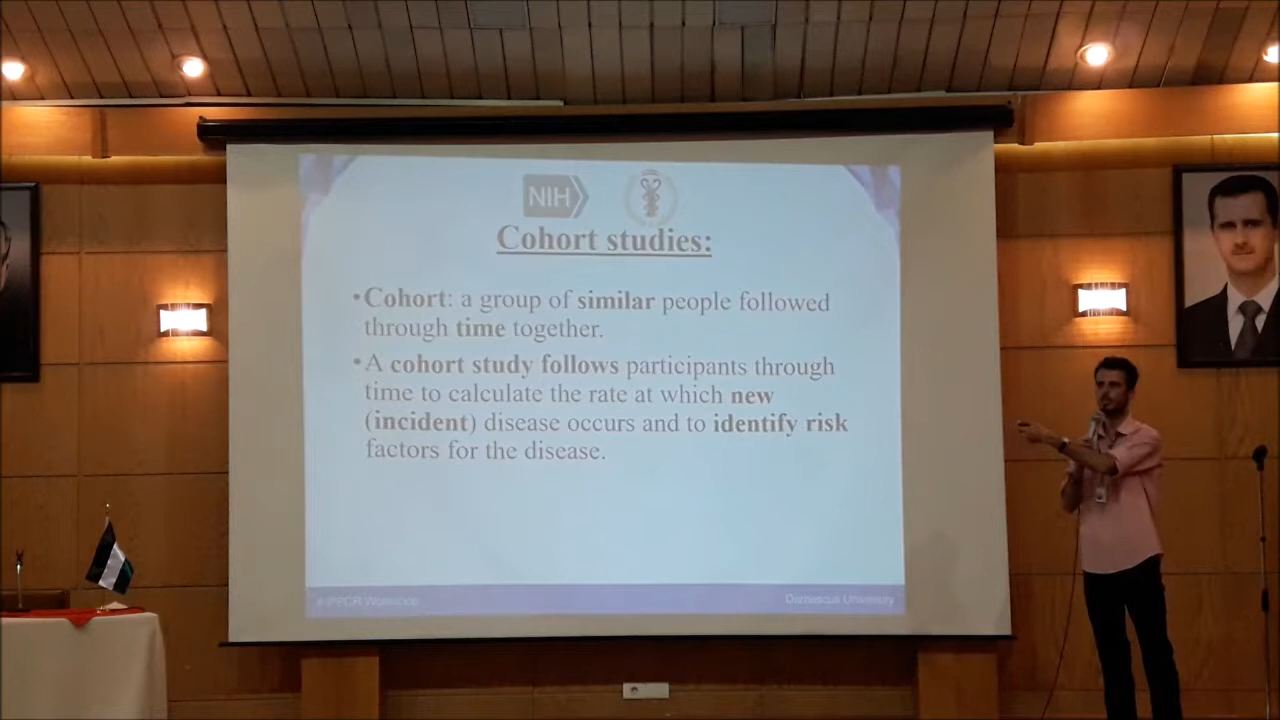 NIH
Cohort studies:
•Cohort: a group of similar people followed
through time together.
•A cohort study follows participants through
time to calculate the rate at which new
(incident) disease occurs and to identify risk
factors for the disease.
#IPPCR Workshop
Damascus University